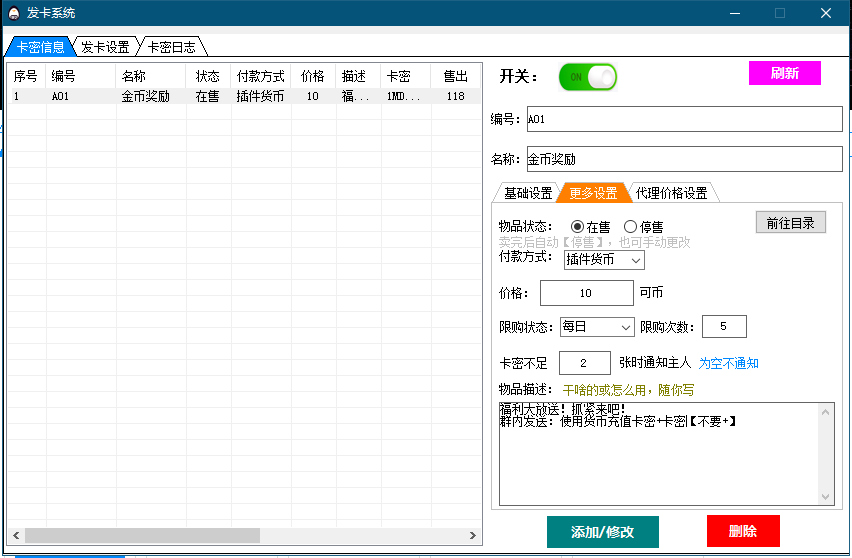 发卡系统
卡密信息 发卡设置 卡密日志
序号 编号 名称 状态 付款方式 价格 描述 卡密 售出
1 A01 金币奖励 在售 插件货币 10 福... 1MD... 118
开关： ON 刷新
编号： A01
名称： 金币奖励
基础设置 更多设置 代理价格设置
物品状态： 在售 停售 前往目录
卖完后自动【停售】，也可手动更改
付款方式： 插件货币
价格： 10 可币
限购状态： 每日 限购次数： 5
卡密不足 2 张时通知主人 为空不通知
物品描述： 干啥的或怎么用，随你写
福利大放送！抓紧来吧！
群内发送：使用货币充值卡密+卡密【不要+】
添加/修改 删除